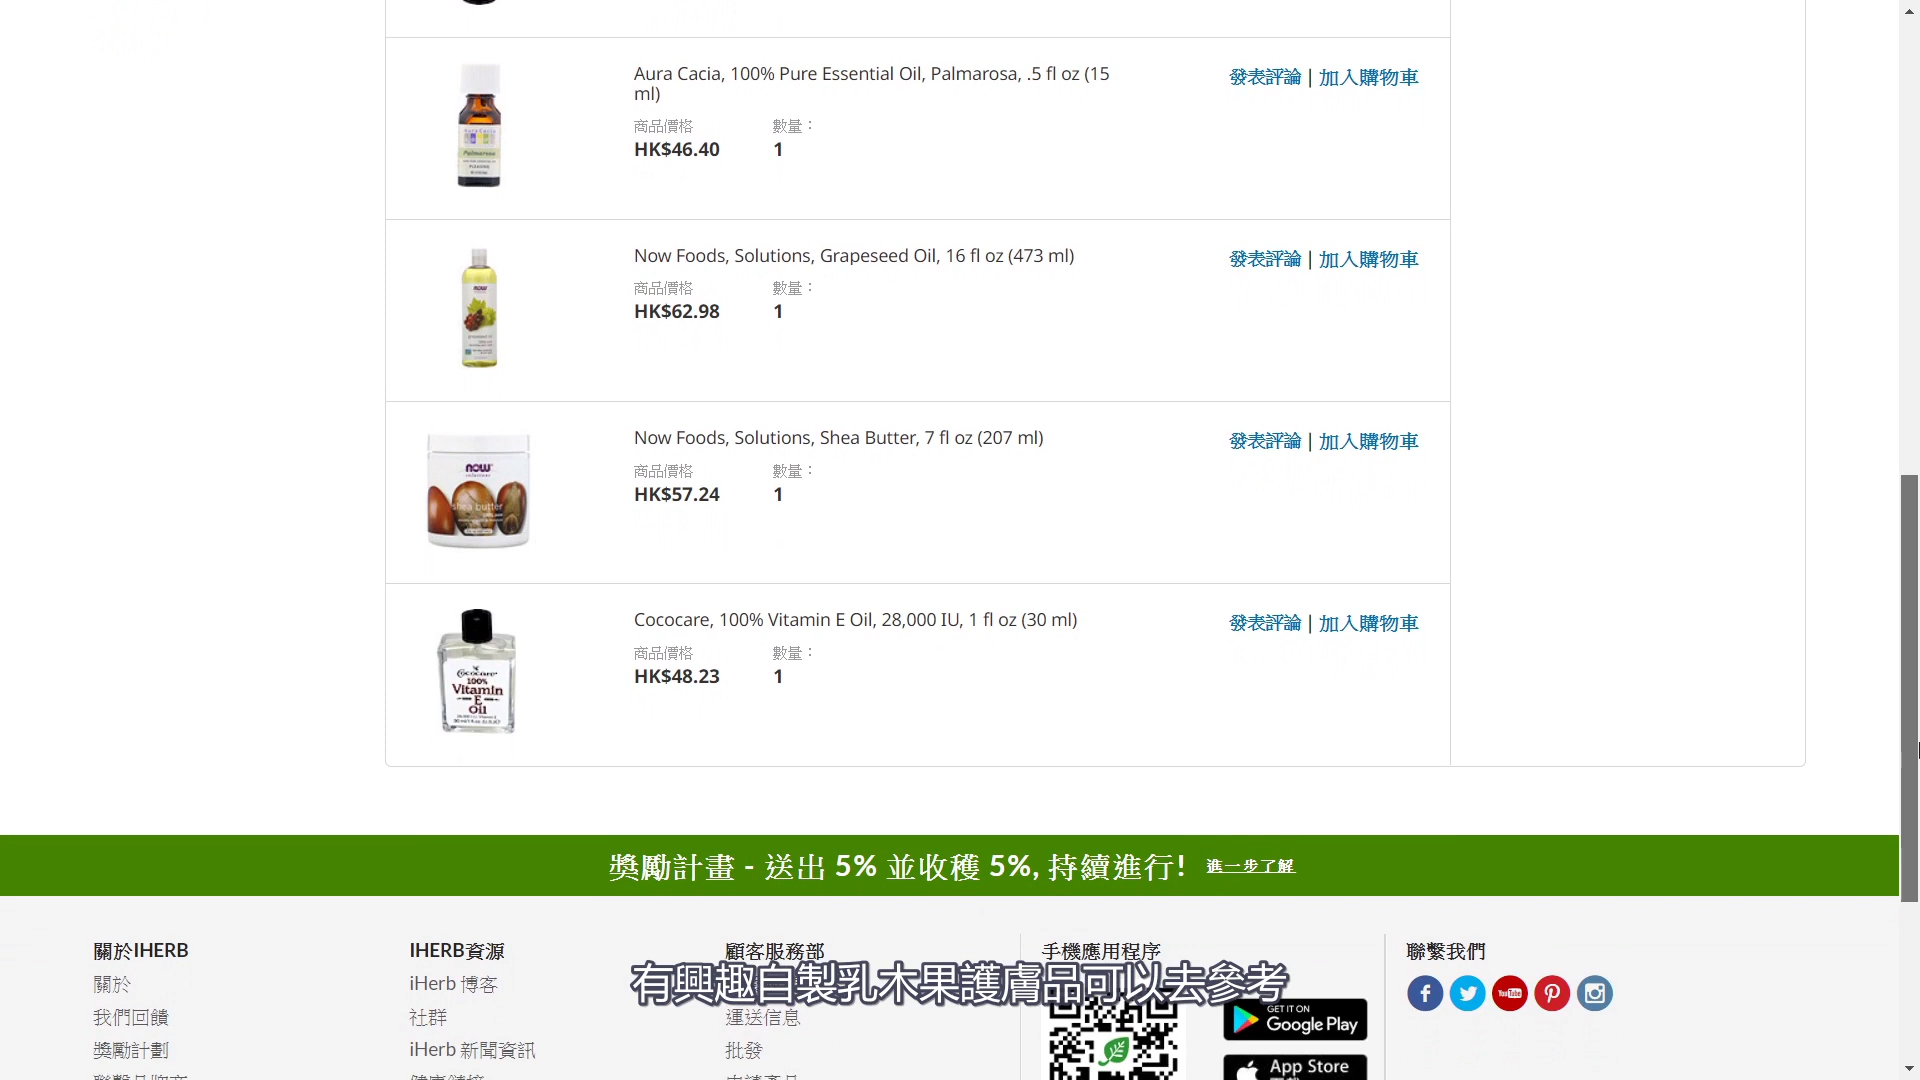 Aura Cacia, 100% Pure Essential Oil, Palmarosa, .5 fl oz (15
ml)
發表評論 | 加入購物車
商品價格 數量：
HK$46.40 1
Palmarosa
Now Foods, Solutions, Grapeseed Oil, 16 fl oz (473 ml)
發表評論 | 加入購物車
商品價格 數量：
HK$62.98 1
now
Now Foods, Solutions, Shea Butter, 7 fl oz (207 ml)
發表評論 | 加入購物車
商品價格 數量：
HK$57.24 1
now
shea butter
Cococare, 100% Vitamin E Oil, 28,000 IU, 1 fl oz (30 ml)
發表評論 | 加入購物車
商品價格 數量：
HK$48.23 1
Cococare
100%
Vitamin
E
Oil
獎勵計畫 - 送出 5% 並收穫 5%, 持續進行! 進一步了解
關於IHERB
關於
我們回饋
獎勵計劃
IHERB資源
iHerb 博客
社群
iHerb 新聞資訊
顧客服務部
運送信息
批發
手機應用程序
GET IT ON
Google Play
App Store
聯繫我們
You Tube
有興趣自製乳木果護膚品可以去參考